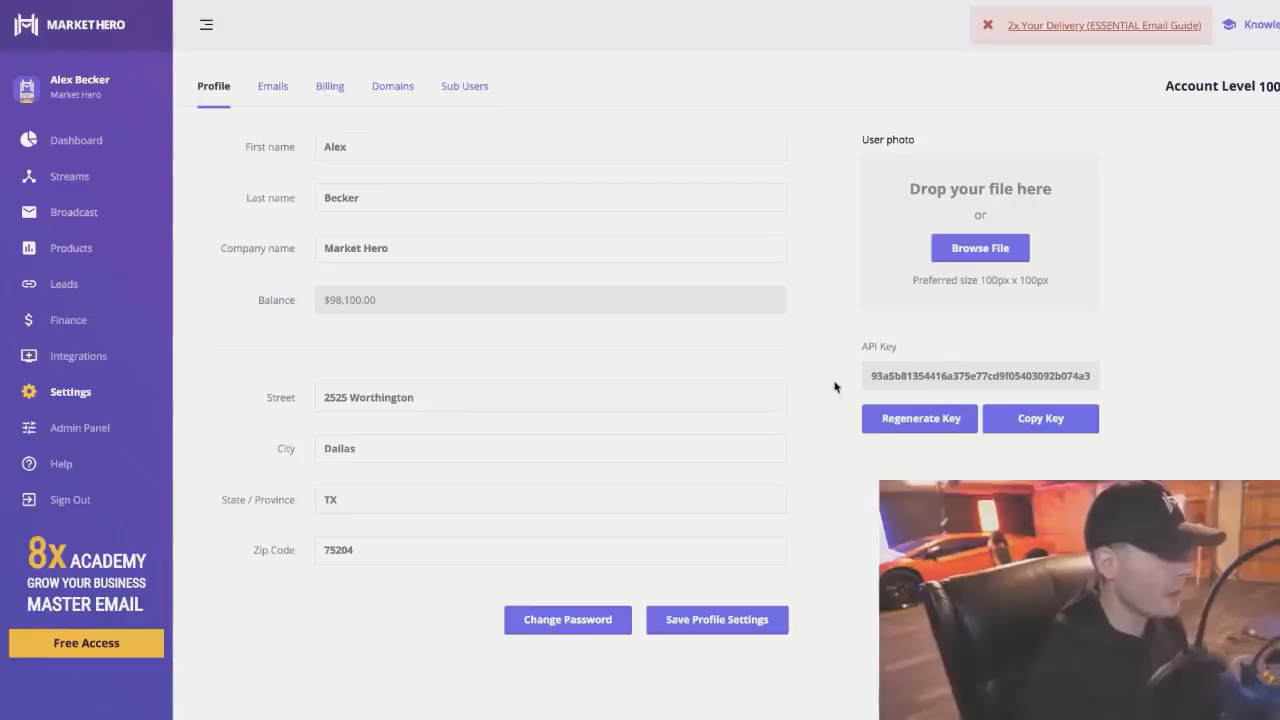 MARKET HERO
Alex Becker
Market Hero
Dashboard
Streams
Broadcast
Products
Leads
Finance
Integrations
Settings
Admin Panel
Help
Sign Out
8x ACADEMY
GROW YOUR BUSINESS
MASTER EMAIL
Free Access
2x Your Delivery (ESSENTIAL Email Guide)
Knowle
Profile
Emails
Billing
Domains
Sub Users
Account Level 100
First name
Alex
Last name
Becker
Company name
Market Hero
Balance
$98,100.00
Street
2525 Worthington
City
Dallas
State / Province
TX
Zip Code
75204
Change Password
Save Profile Settings
User photo
Drop your file here
or
Browse File
Preferred size 100px x 100px
API Key
93a5b81354416a375e77cd9f05403092b074a3
Regenerate Key
Copy Key